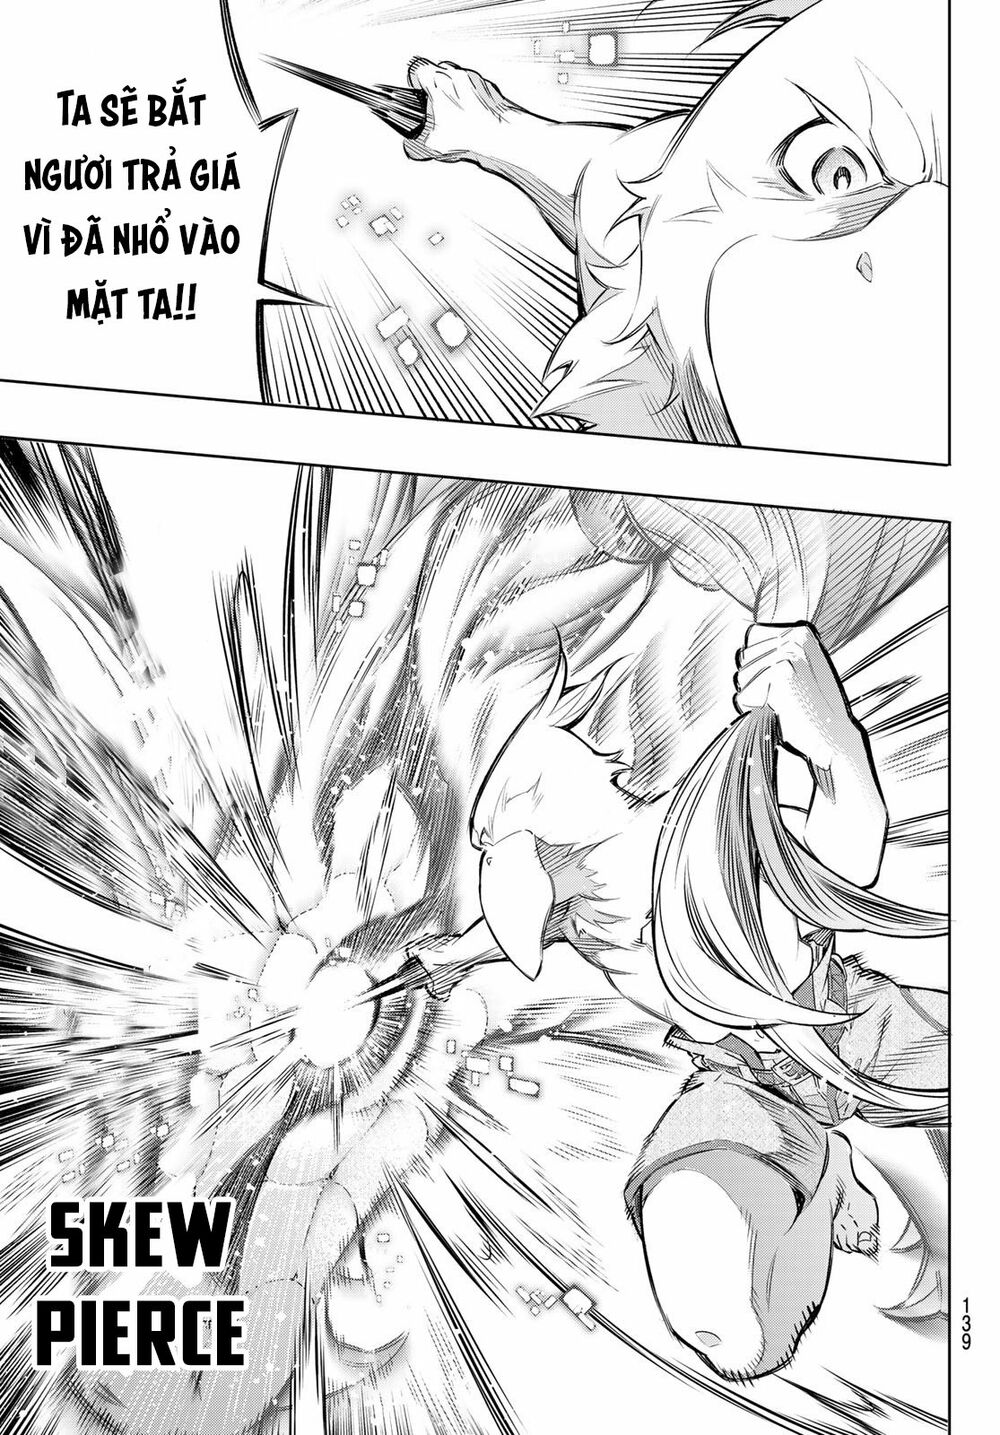 TA SẼ BẮT
NGƯƠI TRẢ GIÁ
VÌ ĐÃ NHỔ VÀO
MẶT TA!!
SKEW
PIERCE
139